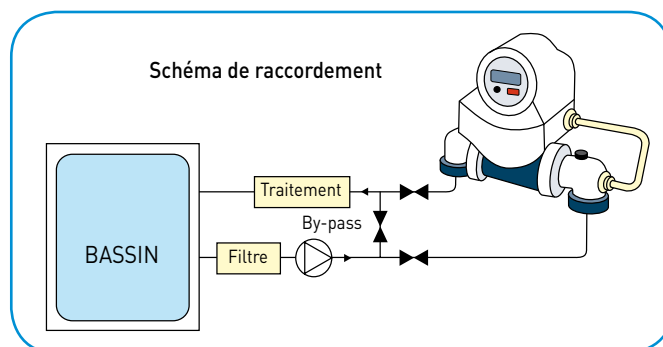 Schéma de raccordement
Traitement
By-pass
BASSIN
Filtre